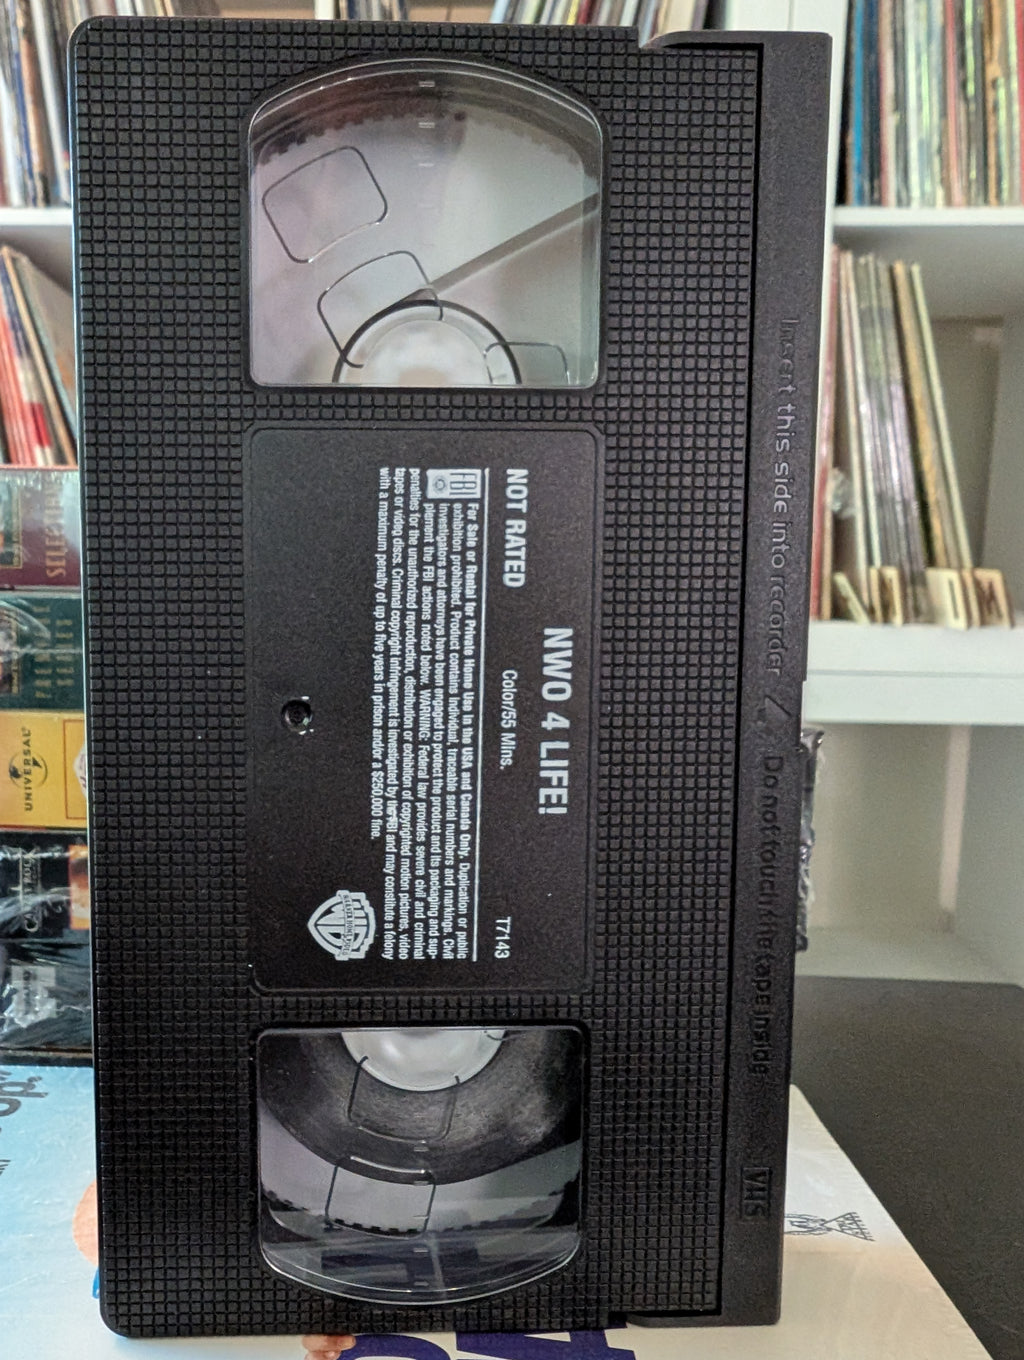 NWO 4 LIFE!
NOT RATED Color/55 Mins. T7143
For Sale or Rental for Private Home Use in the USA and Canada Only. Duplication or public
exhibition prohibited. Product contains individual, traceable serial numbers and markings. Civil
FBI investigators and attorneys have been engaged to protect the product and its packaging and sup-
plement the FBI actions noted below. WARNING: Federal law provides severe civil and criminal
penalties for the unauthorized reproduction, distribution or exhibition of copyrighted motion pictures, video
tapes or video discs. Criminal copyright infringement is investigated by the FBI and may constitute a felony
with a maximum penalty of up to five years in prison and/or a $250,000 fine.
Insert this side into recorder
Do not touch the tape inside
VHS
UNIVERSAL